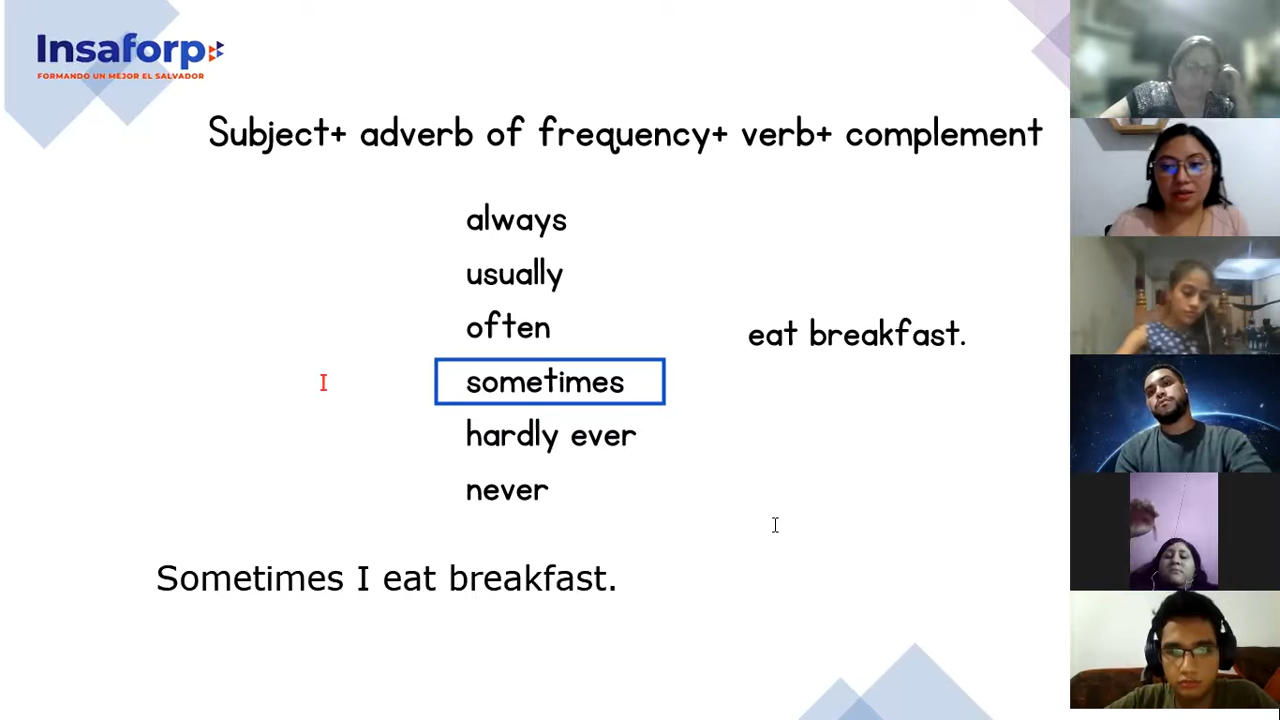 Insaforp
FORMANDO UN MEJOR EL SALVADOR
Subject+ adverb of frequency+ verb+ complement
always
usually
often
eat breakfast.
I
sometimes
hardly ever
never
Sometimes I eat breakfast.